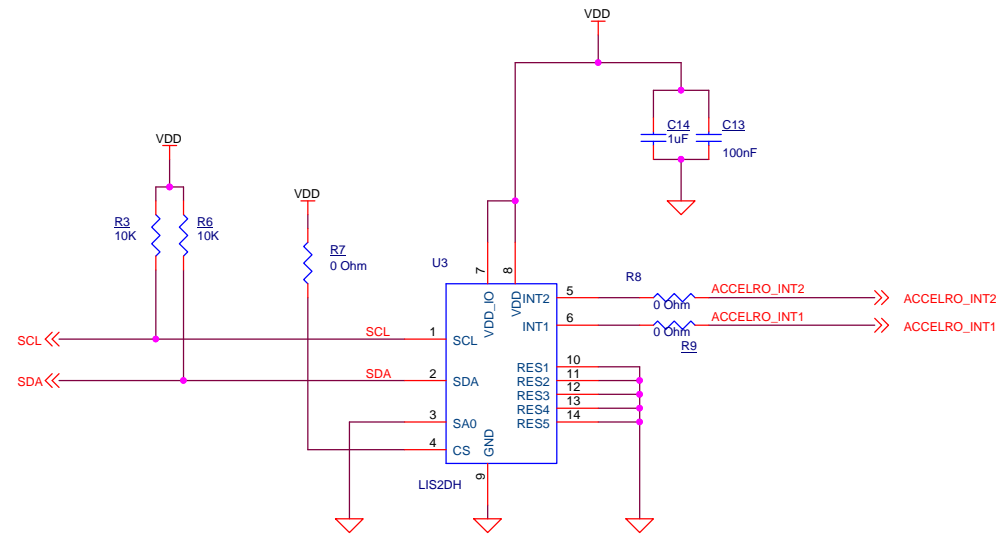 VDD
C14
1uF
C13
100nF
VDD
R3
10K
R6
10K
VDD
R7
0 Ohm
U3
7
8
VDD_IO
VDD
R8
INT2
5
0 Ohm
ACCELRO_INT2
ACCELRO_INT2
INT1
6
0 Ohm
R9
ACCELRO_INT1
ACCELRO_INT1
SCL
SCL
1
SCL
SDA
SDA
2
SDA
3
SA0
4
CS
RES1
10
RES2
11
RES3
12
RES4
13
RES5
14
GND
9
LIS2DH